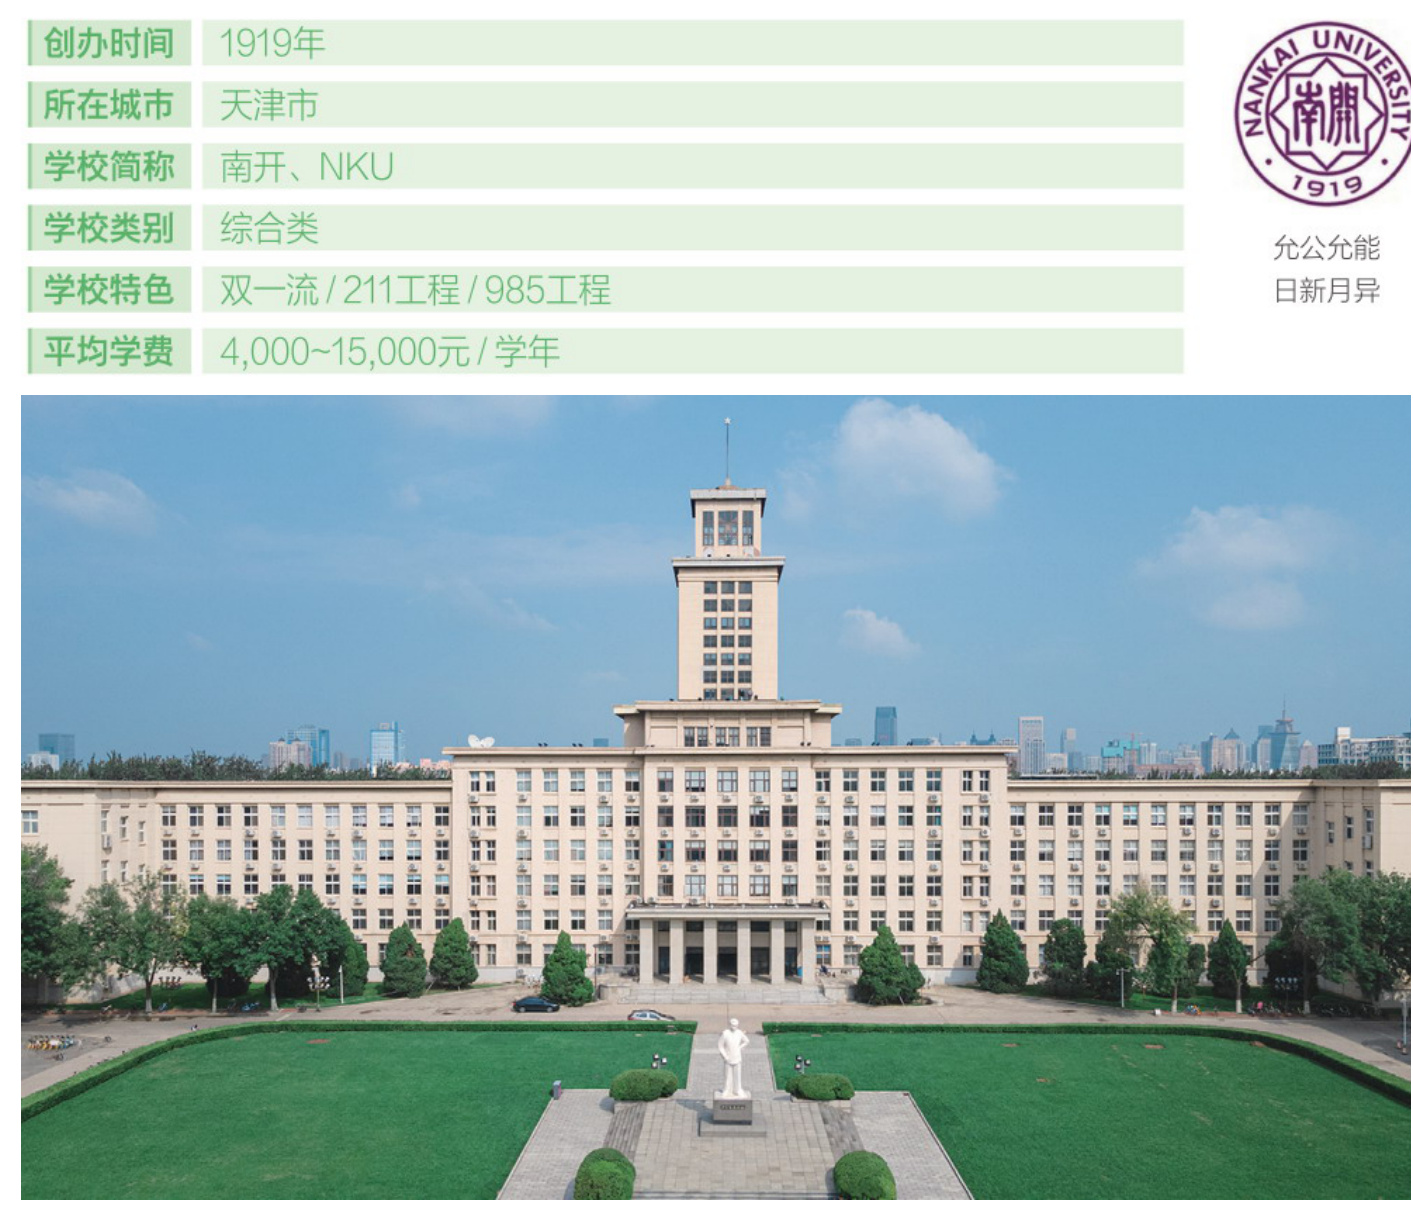 创办时间 1919年
所在城市 天津市
学校简称 南开、NKU
学校类别 综合类
学校特色 双一流 / 211工程 / 985工程
平均学费 4,000~15,000元 / 学年
NANKAI UNIVERSITY
南開
· 1919 ·
允公允能
日新月异